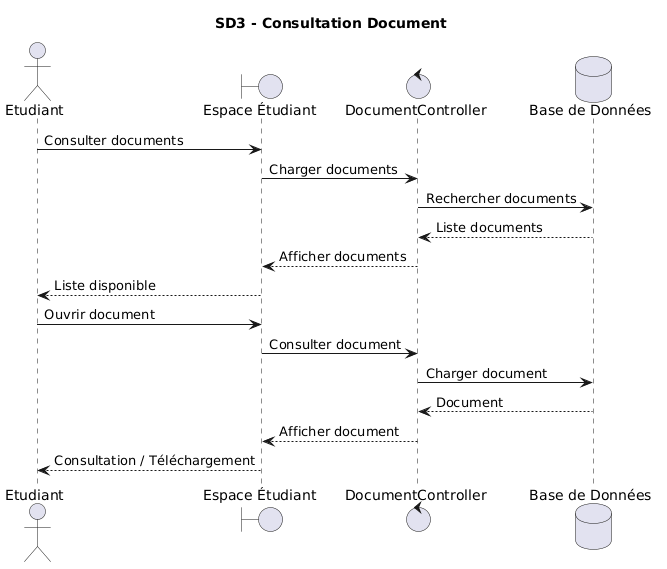 SD3 - Consultation Document
Etudiant
Espace Étudiant
DocumentController
Base de Données
Consulter documents
Charger documents
Rechercher documents
Liste documents
Afficher documents
Liste disponible
Ouvrir document
Consulter document
Charger document
Document
Afficher document
Consultation / Téléchargement
Etudiant
Espace Étudiant
DocumentController
Base de Données